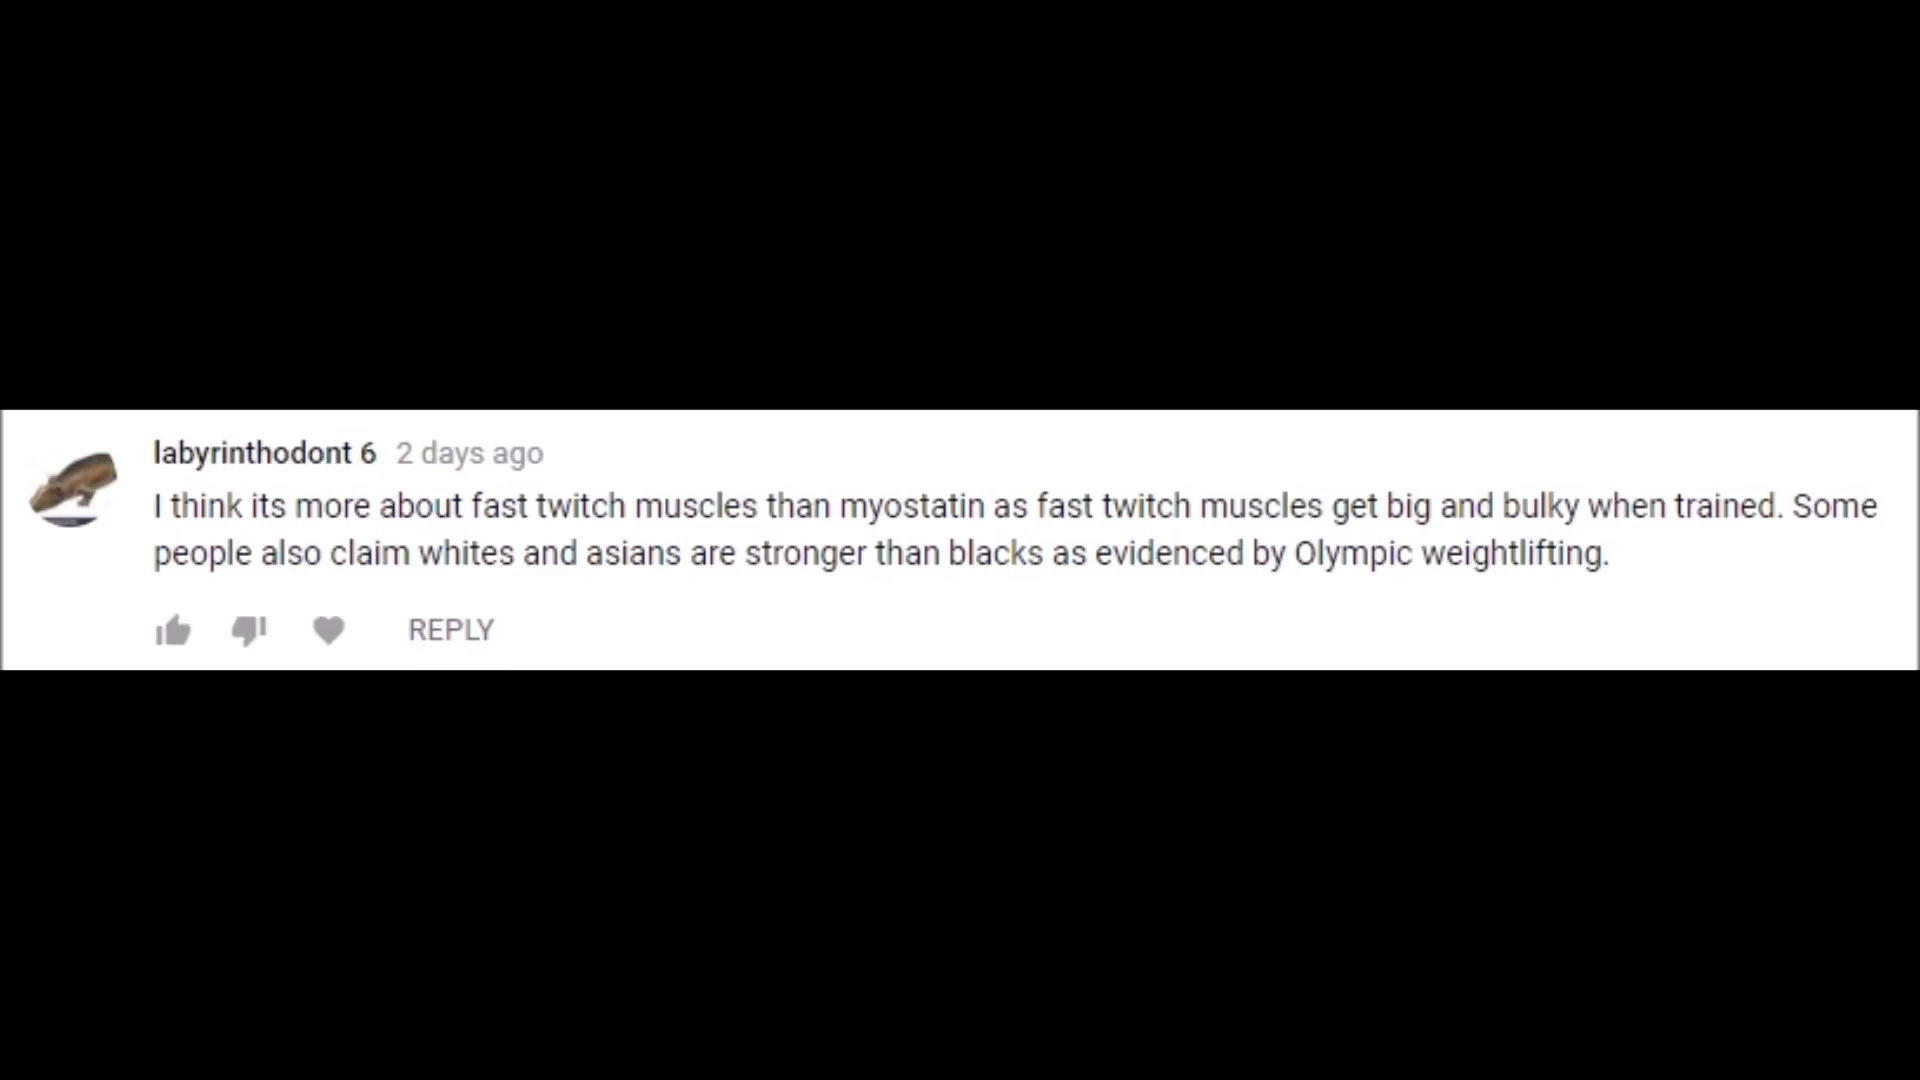 labyrinthodont 6 2 days ago
I think its more about fast twitch muscles than myostatin as fast twitch muscles get big and bulky when trained. Some
people also claim whites and asians are stronger than blacks as evidenced by Olympic weightlifting.
REPLY